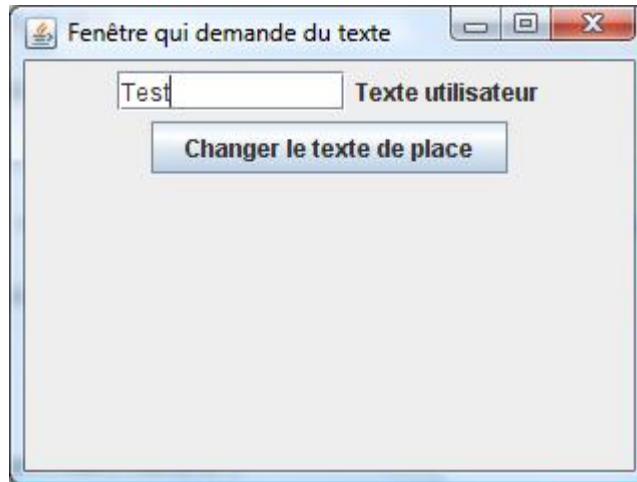 Fenêtre qui demande du texte
Test Texte utilisateur
Changer le texte de place